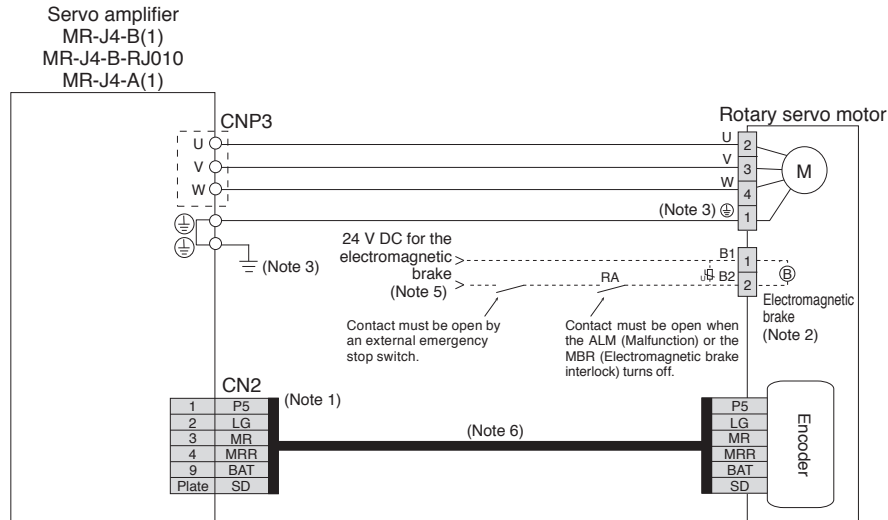 Servo amplifier
MR-J4-B(1)
MR-J4-B-RJ010
MR-J4-A(1)
CNP3
Rotary servo motor
U
V
W
U
V
W
2
3
4
1
M
(Note 3)
(Note 3)
24 V DC for the
electromagnetic
brake
(Note 5)
RA
B1
B2
1
2
U
B
Electromagnetic
brake
(Note 2)
Contact must be open by
an external emergency
stop switch.
Contact must be open when
the ALM (Malfunction) or the
MBR (Electromagnetic brake
interlock) turns off.
CN2
(Note 1)
1 P5
2 LG
3 MR
4 MRR
9 BAT
Plate SD
(Note 6)
P5
LG
MR
MRR
BAT
SD
Encoder